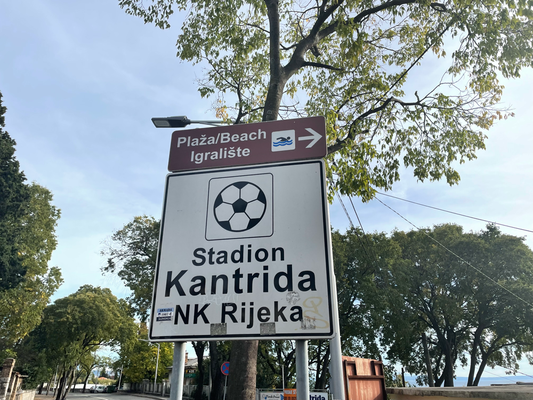 Plaža/Beach
Igralište
Stadion
Kantrida
NK Rijeka